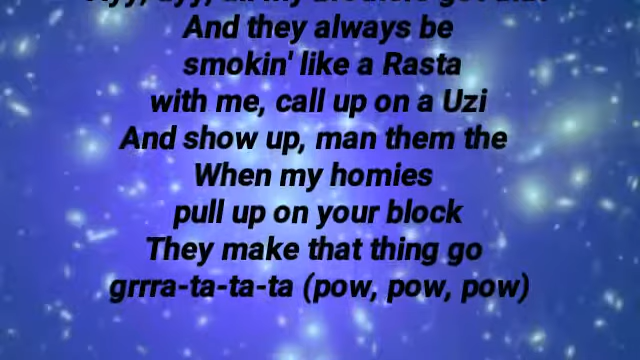 And they always be
smokin' like a Rasta
with me, call up on a Uzi
And show up, man them the
When my homies
pull up on your block
They make that thing go
grrra-ta-ta-ta (pow, pow, pow)